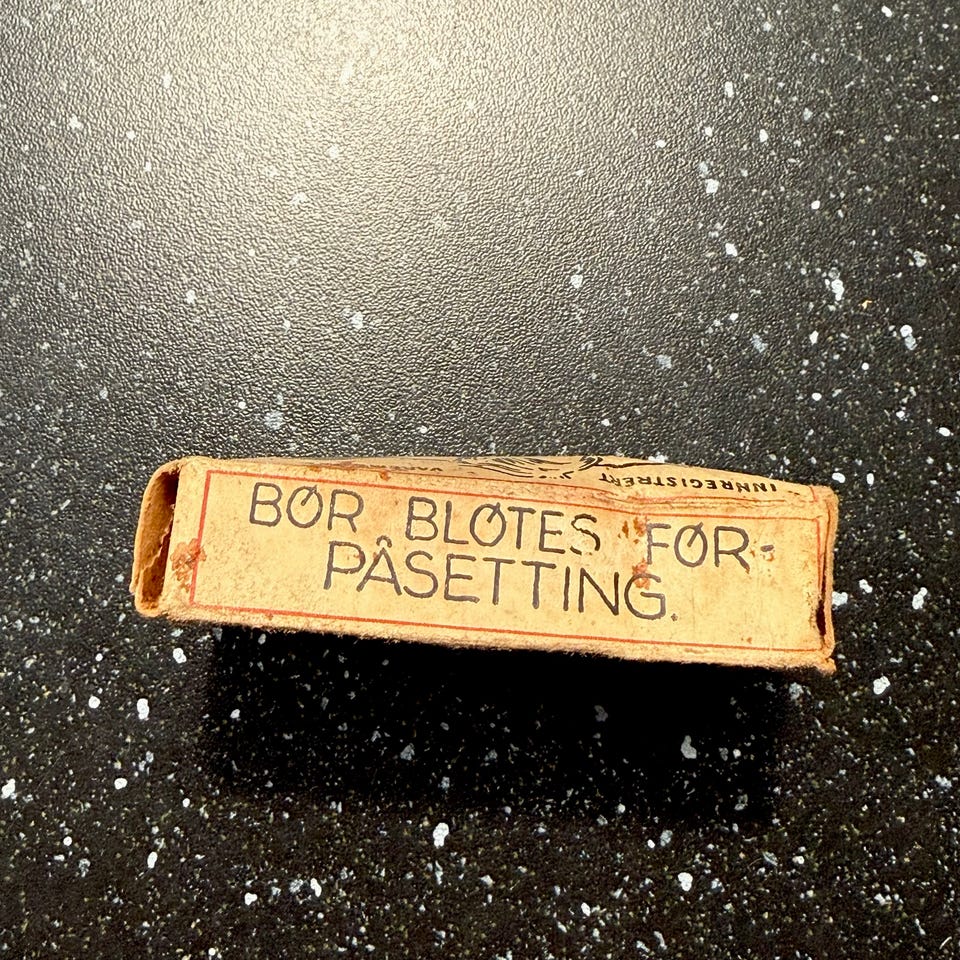 INNREGISTRERT
BØR BLØTES FØR-
PÅSETTING.